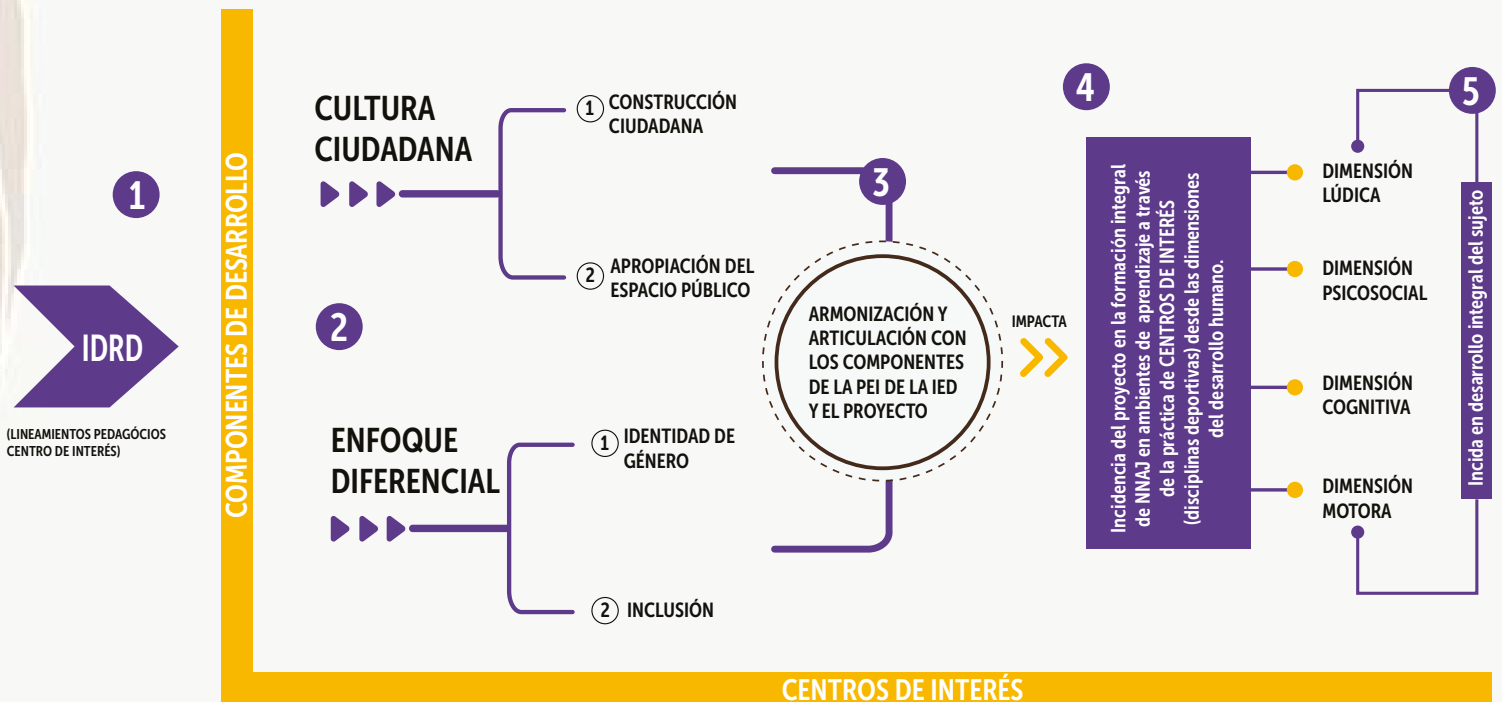 1
IDRD
(LINEAMIENTOS PEDAGÓCIOS
CENTRO DE INTERÉS)
COMPONENTES DE DESARROLLO
CULTURA
CIUDADANA
1 CONSTRUCCIÓN
CIUDADANA
2 APROPIACIÓN DEL
ESPACIO PÚBLICO
2
ENFOQUE
DIFERENCIAL
1 IDENTIDAD DE
GÉNERO
2 INCLUSIÓN
3
ARMONIZACIÓN Y
ARTICULACIÓN CON
LOS COMPONENTES
DE LA PEI DE LA IED
Y EL PROYECTO
IMPACTA
4
Incidencia del proyecto en la formación integral
de NNAJ en ambientes de aprendizaje a través
de la práctica de CENTROS DE INTERÉS
(disciplinas deportivas) desde las dimensiones
del desarrollo humano.
DIMENSIÓN
LÚDICA
DIMENSIÓN
PSICOSOCIAL
DIMENSIÓN
COGNITIVA
DIMENSIÓN
MOTORA
5
Incida en desarrollo integral del sujeto
CENTROS DE INTERÉS